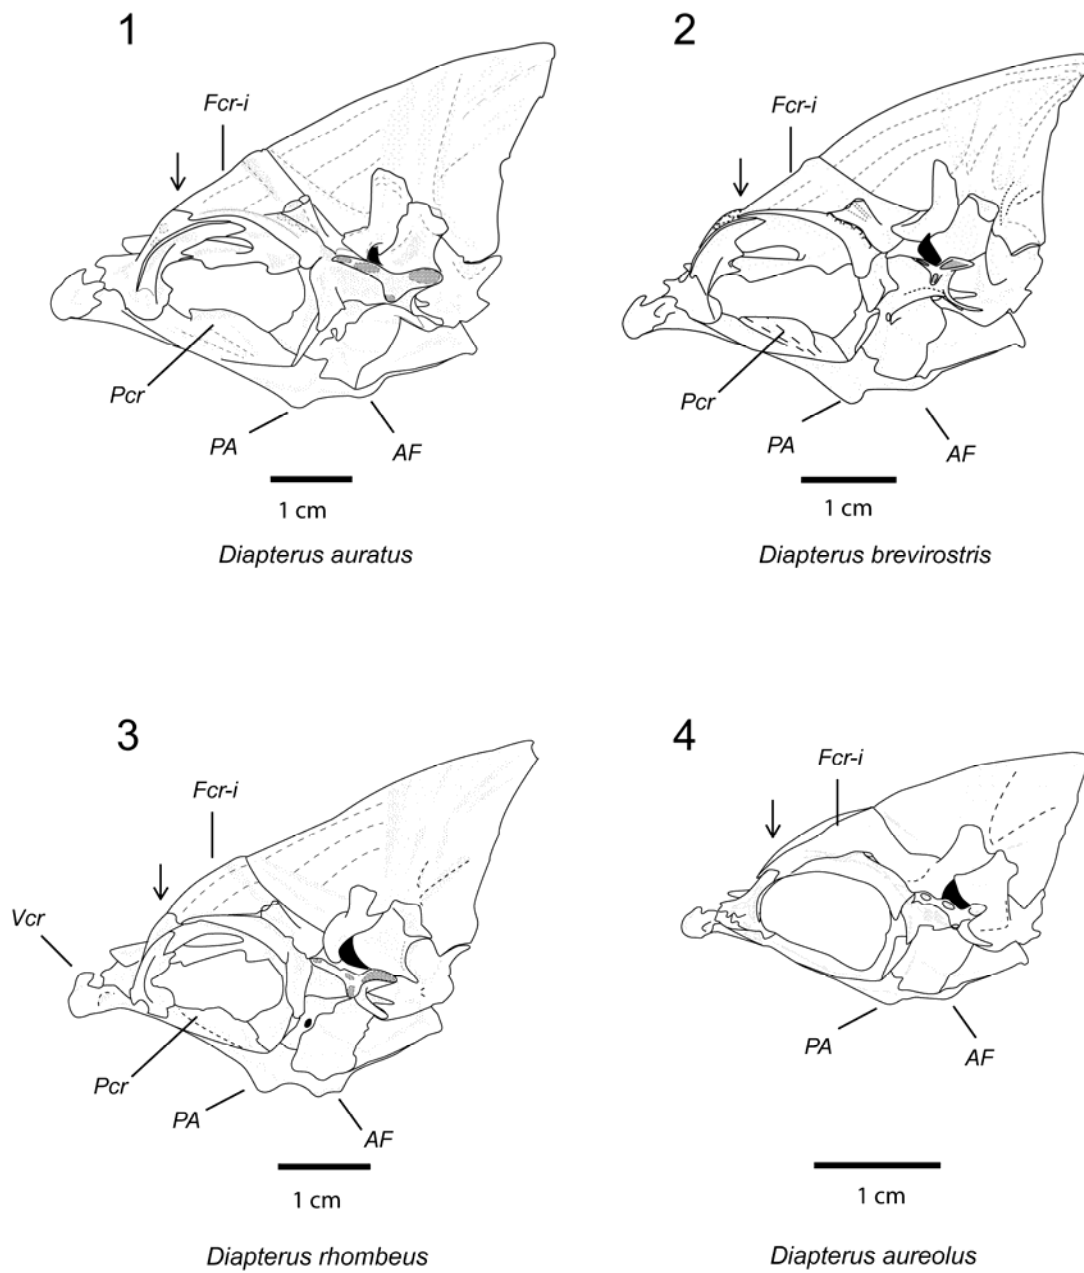 1
Fcr-i
Pcr
PA
AF
1 cm
Diapterus auratus
2
Fcr-i
Pcr
PA
AF
1 cm
Diapterus brevirostris
3
Fcr-i
Vcr
Pcr
PA
AF
1 cm
Diapterus rhombeus
4
Fcr-i
PA
AF
1 cm
Diapterus aureolus